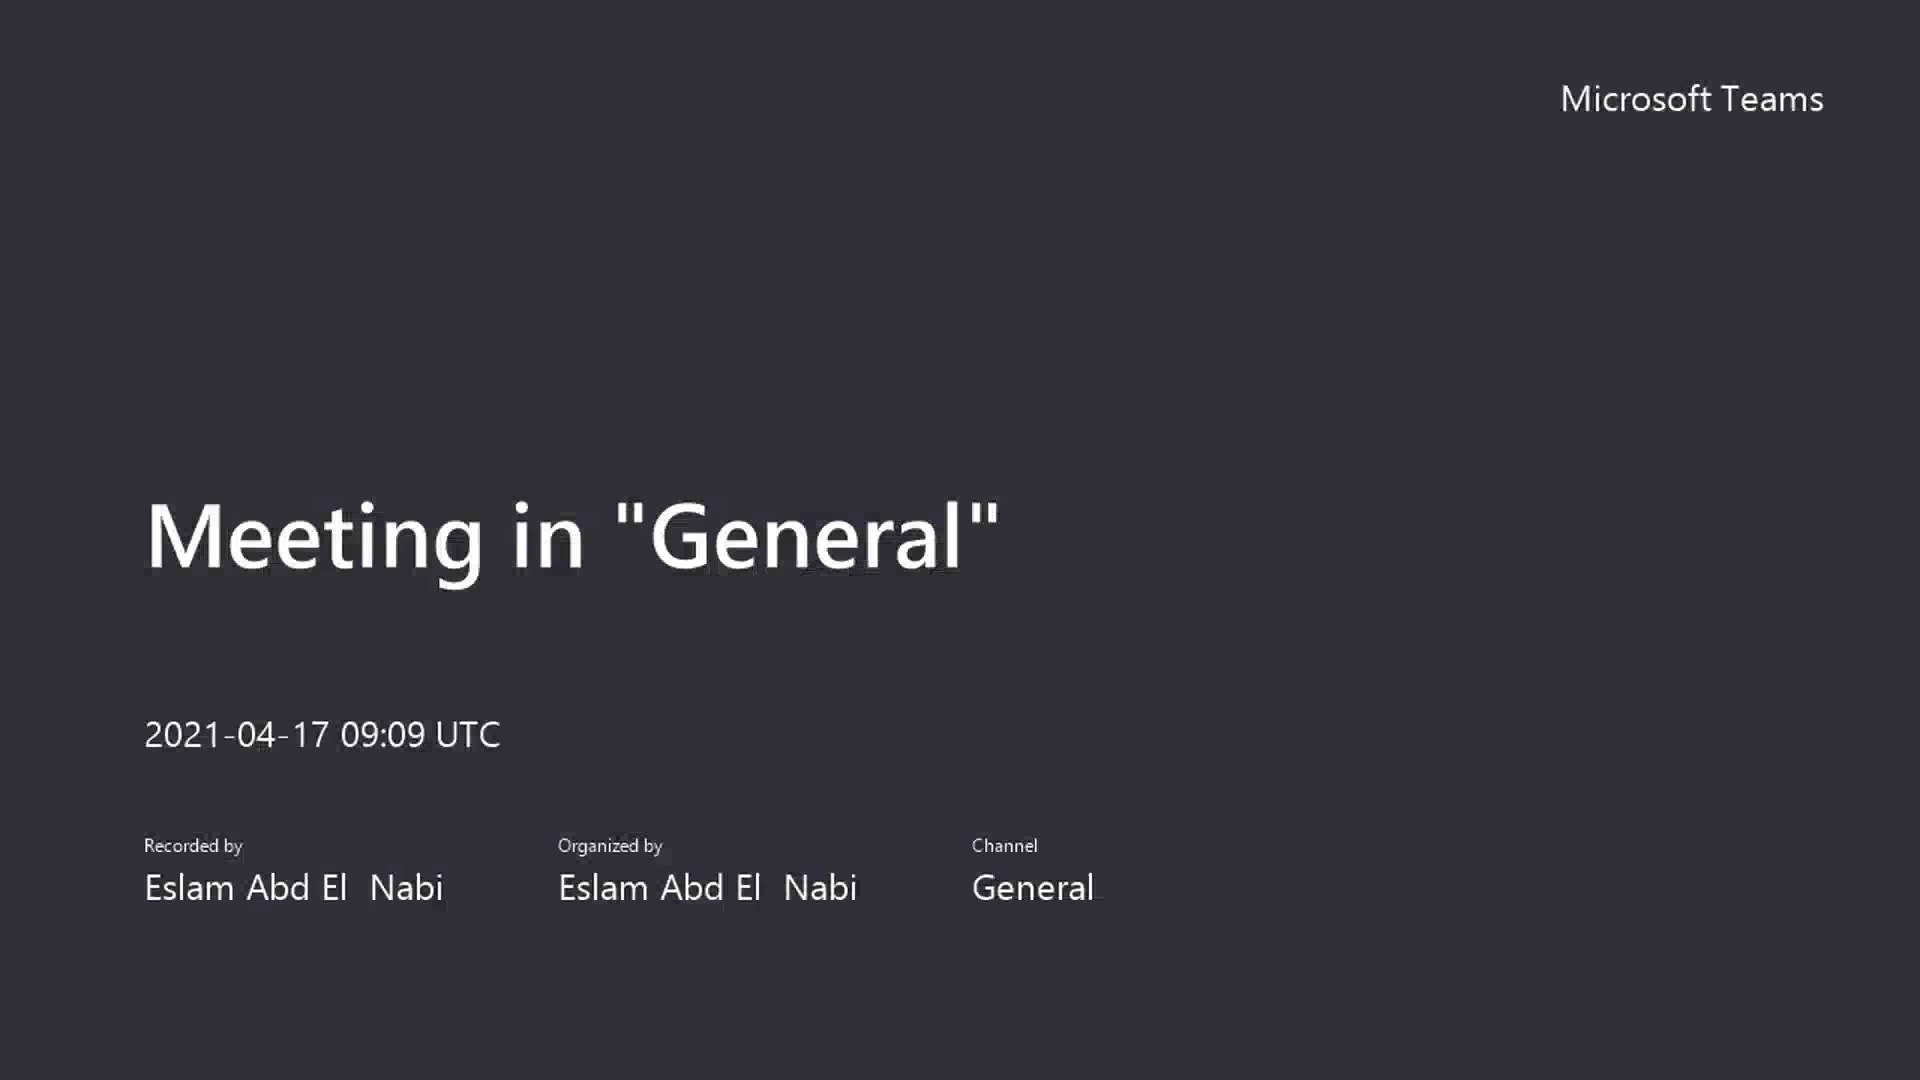 Microsoft Teams
Meeting in "General"
2021-04-17 09:09 UTC
Recorded by
Eslam Abd El  Nabi
Organized by
Eslam Abd El  Nabi
Channel
General